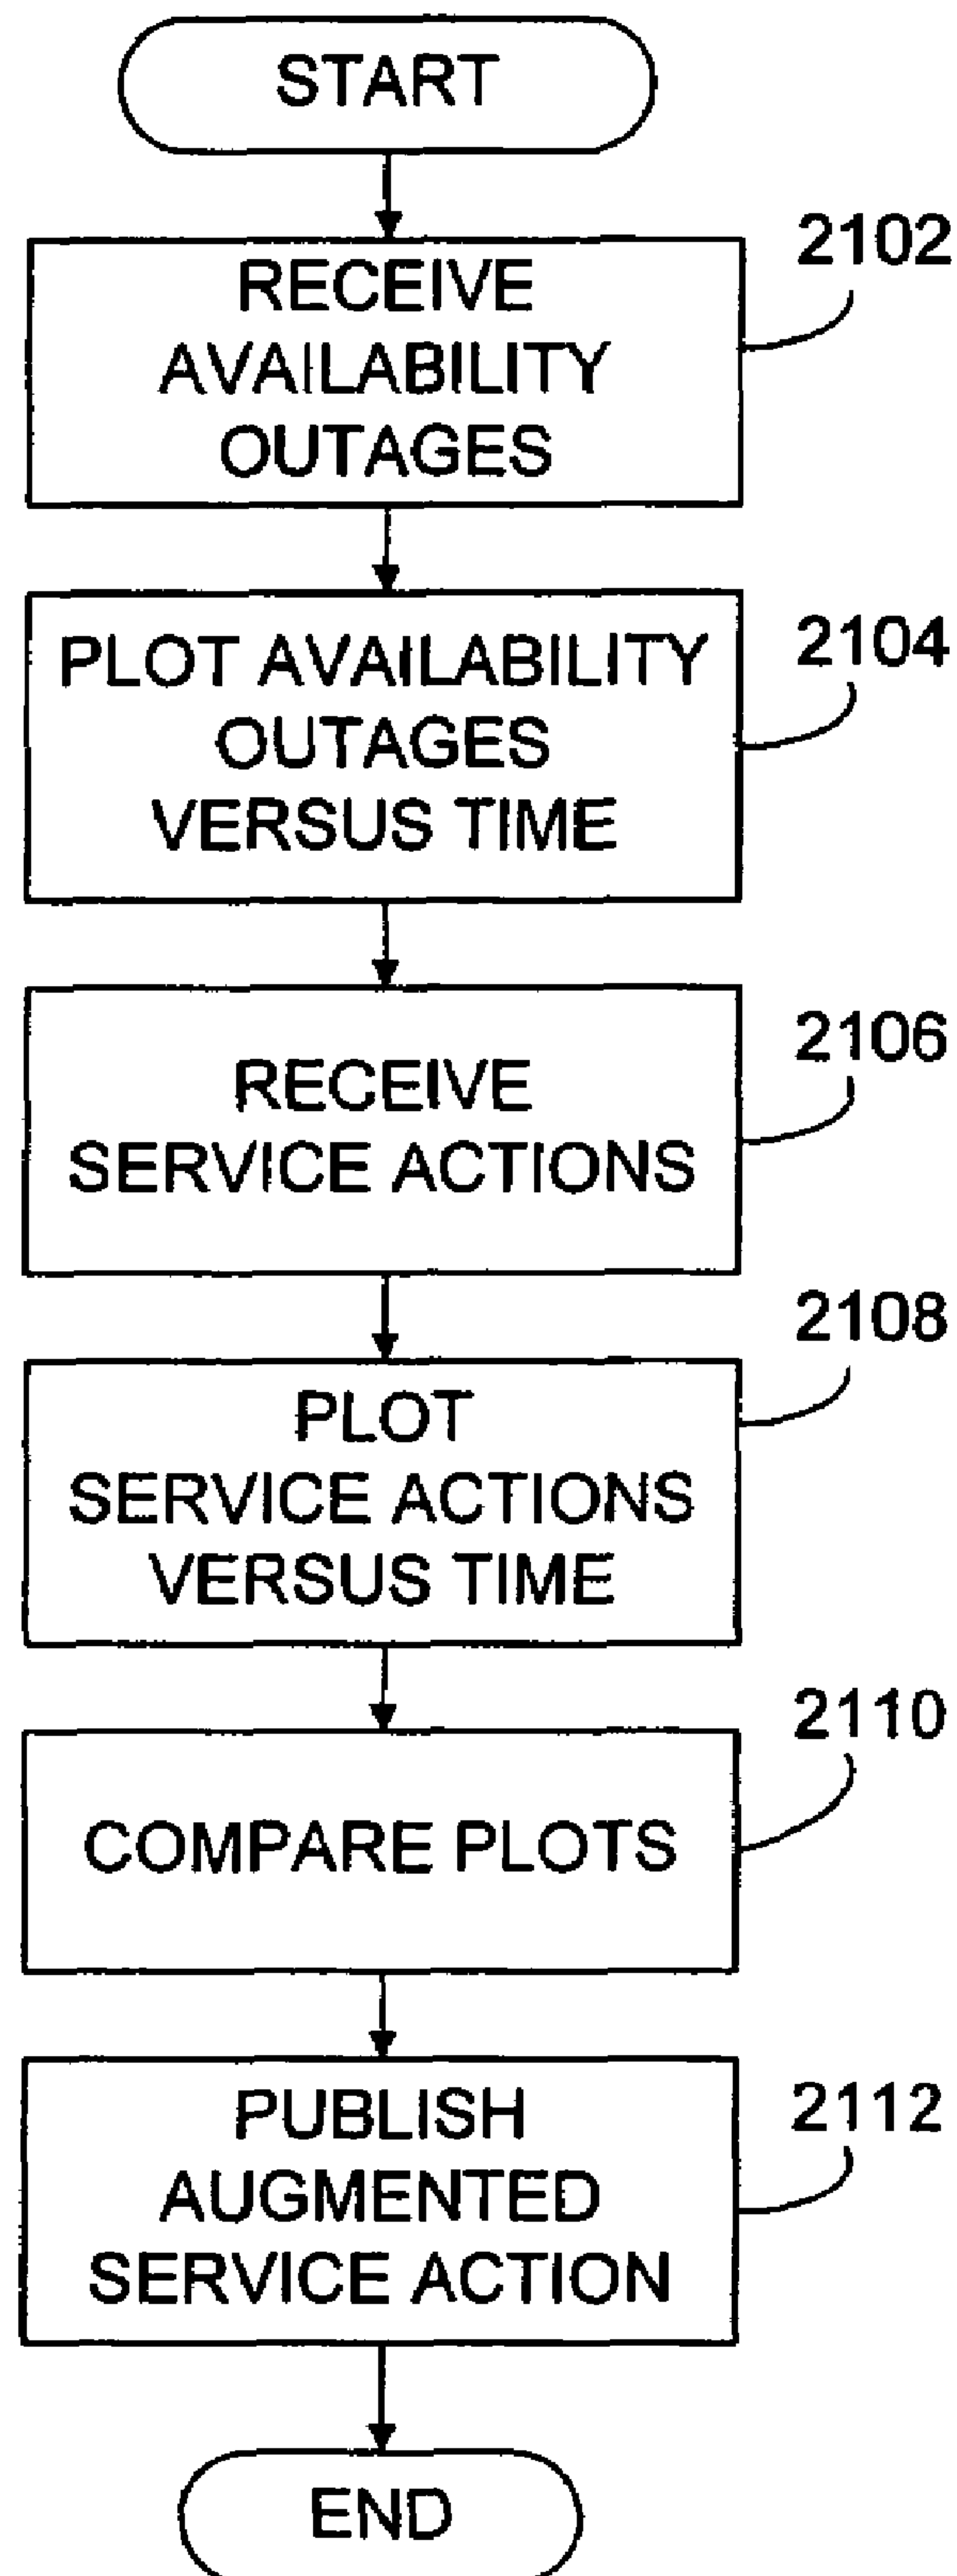 START
2102
RECEIVE
AVAILABILITY
OUTAGES
2104
PLOT AVAILABILITY
OUTAGES
VERSUS TIME
2106
RECEIVE
SERVICE ACTIONS
2108
PLOT
SERVICE ACTIONS
VERSUS TIME
2110
COMPARE PLOTS
2112
PUBLISH
AUGMENTED
SERVICE ACTION
END